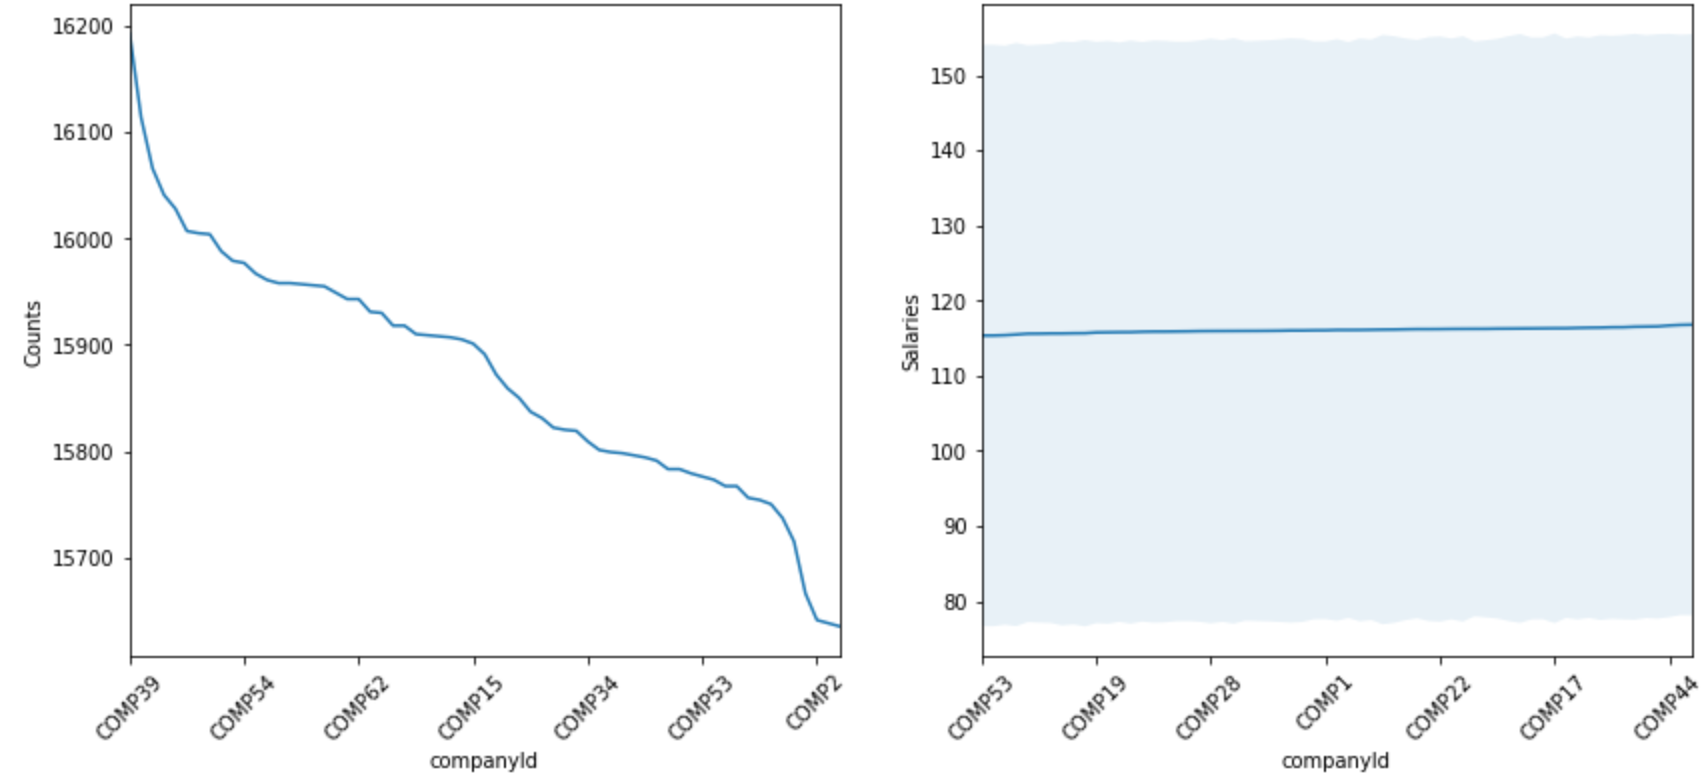 16200
16100
16000
15900
15800
15700
Counts
COMP39
COMP54
COMP62
COMP15
COMP34
COMP53
COMP2
companyId
150
140
130
120
110
100
90
80
Salaries
COMP53
COMP19
COMP28
COMP1
COMP22
COMP17
COMP44
companyId